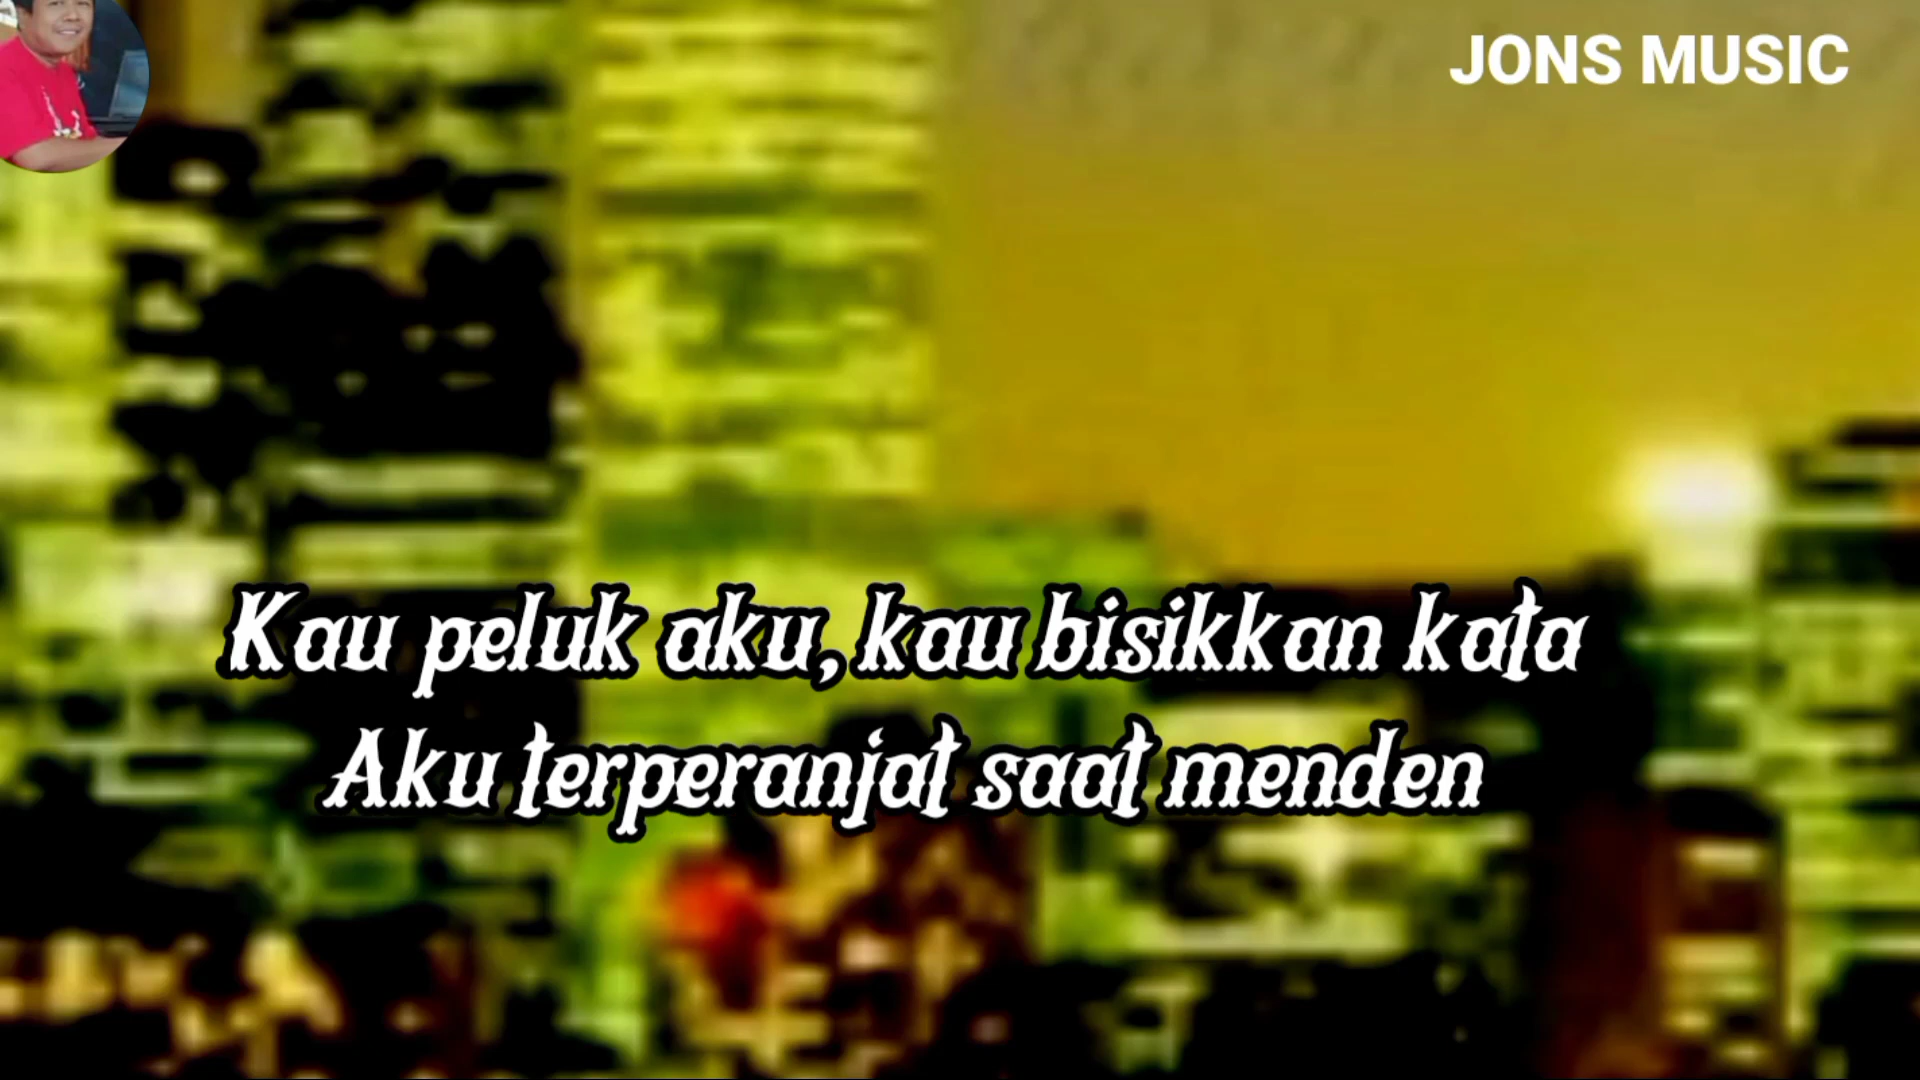 JONS MUSIC
Kau peluk aku, kau bisikkan kata
Aku terperanjat saat menden